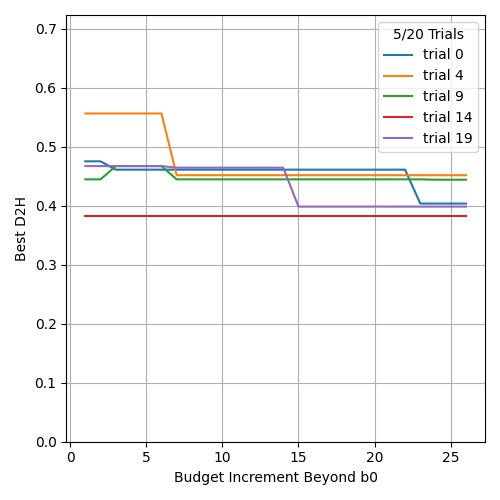 5/20 Trials
trial 0
trial 4
trial 9
trial 14
trial 19
0.7
0.6
0.5
0.4
0.3
0.2
0.1
0.0
Best D2H
0 5 10 15 20 25
Budget Increment Beyond b0